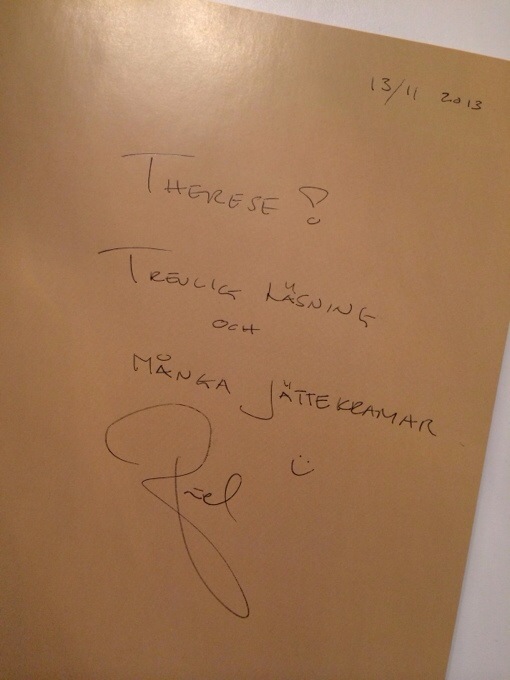 13/11 2013
THERESE!
TREVLIG LÄSNING
OCH
MÅNGA JÄTTEKRAMAR